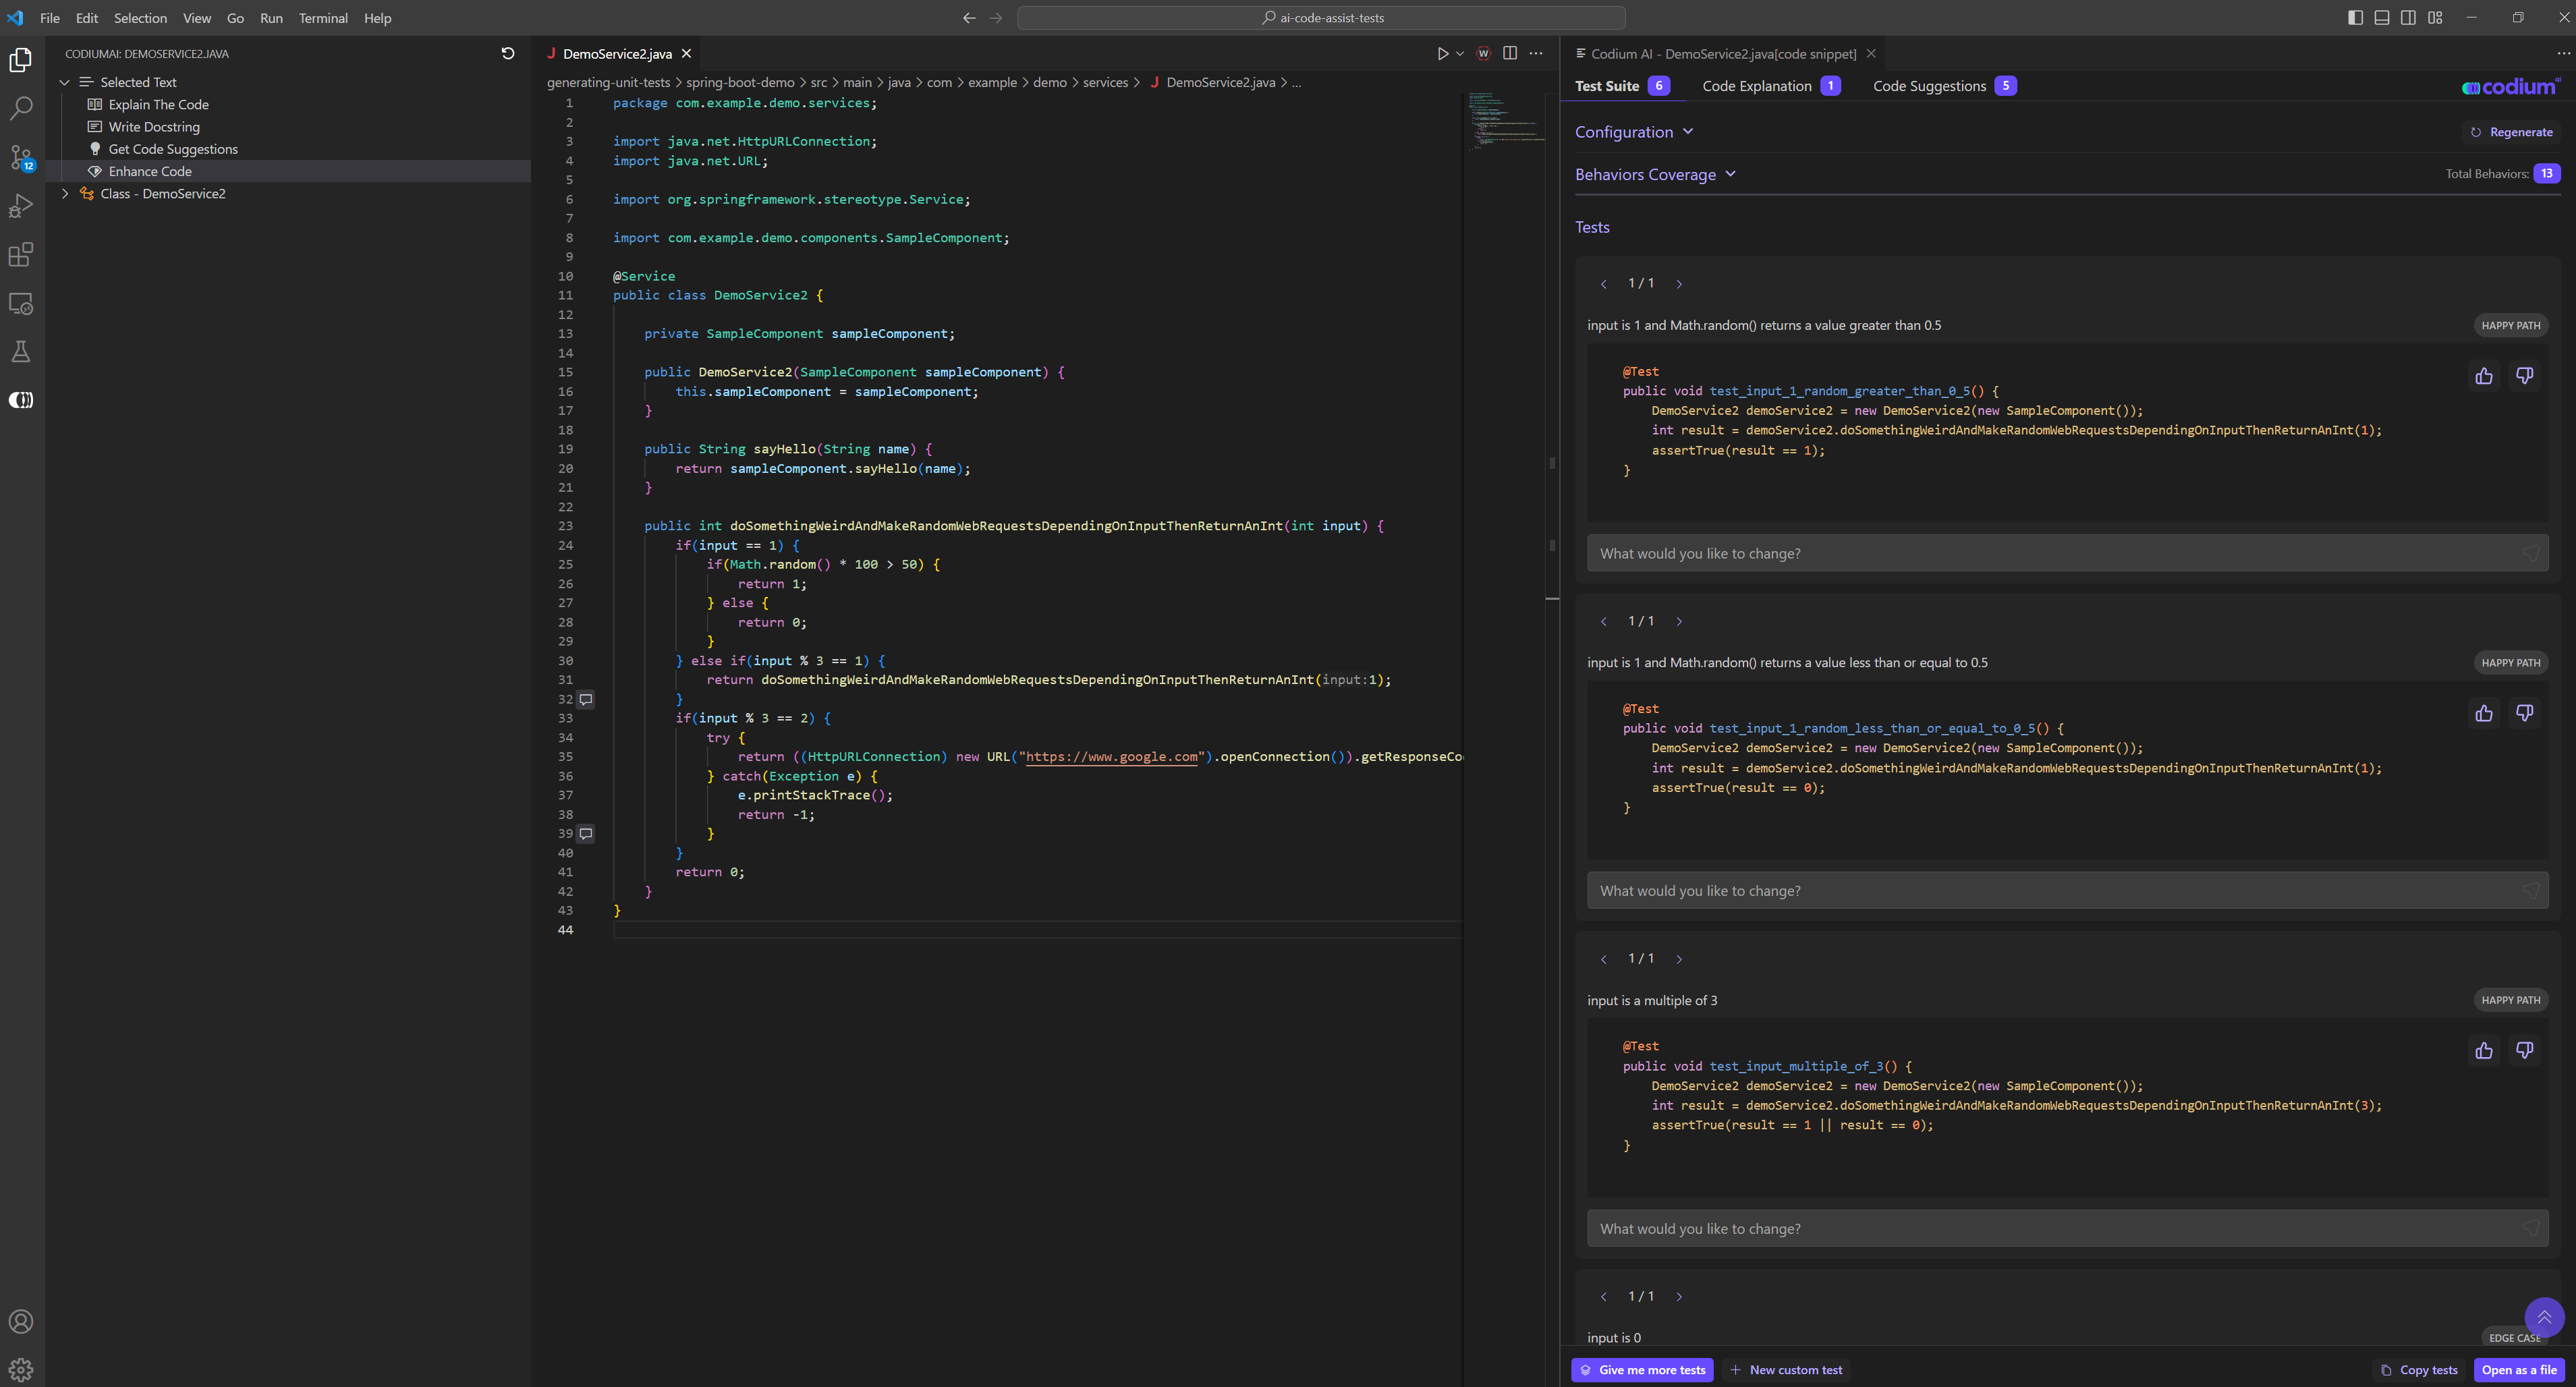 File Edit Selection View Go Run Terminal Help
ai-code-assist-tests
CODIUMAI: DEMOSERVICE2.JAVA
Selected Text
Explain The Code
Write Docstring
Get Code Suggestions
Enhance Code
Class - DemoService2
12
DemoService2.java
generating-unit-tests > spring-boot-demo > src > main > java > com > example > demo > services > DemoService2.java > ...
1 package com.example.demo.services;
2
3 import java.net.HttpURLConnection;
4 import java.net.URL;
5
6 import org.springframework.stereotype.Service;
7
8 import com.example.demo.components.SampleComponent;
9
10 @Service
11 public class DemoService2 {
12
13 private SampleComponent sampleComponent;
14
15 public DemoService2(SampleComponent sampleComponent) {
16 this.sampleComponent = sampleComponent;
17 }
18
19 public String sayHello(String name) {
20 return sampleComponent.sayHello(name);
21 }
22
23 public int doSomethingWeirdAndMakeRandomWebRequestsDependingOnInputThenReturnAnInt(int input) {
24 if(input == 1) {
25 if(Math.random() * 100 > 50) {
26 return 1;
27 } else {
28 return 0;
29 }
30 } else if(input % 3 == 1) {
31 return doSomethingWeirdAndMakeRandomWebRequestsDependingOnInputThenReturnAnInt(input:1);
32 }
33 if(input % 3 == 2) {
34 try {
35 return ((HttpURLConnection) new URL("https://www.google.com").openConnection()).getResponseCo
36 } catch(Exception e) {
37 e.printStackTrace();
38 return -1;
39 }
40 }
41 return 0;
42 }
43 }
44
Codium AI - DemoService2.java[code snippet]
Test Suite 6 Code Explanation 1 Code Suggestions 5
codium ai
Configuration
Regenerate
Behaviors Coverage
Total Behaviors: 13
Tests
1 / 1
input is 1 and Math.random() returns a value greater than 0.5
HAPPY PATH
@Test
public void test_input_1_random_greater_than_0_5() {
DemoService2 demoService2 = new DemoService2(new SampleComponent());
int result = demoService2.doSomethingWeirdAndMakeRandomWebRequestsDependingOnInputThenReturnAnInt(1);
assertTrue(result == 1);
}
What would you like to change?
1 / 1
input is 1 and Math.random() returns a value less than or equal to 0.5
HAPPY PATH
@Test
public void test_input_1_random_less_than_or_equal_to_0_5() {
DemoService2 demoService2 = new DemoService2(new SampleComponent());
int result = demoService2.doSomethingWeirdAndMakeRandomWebRequestsDependingOnInputThenReturnAnInt(1);
assertTrue(result == 0);
}
What would you like to change?
1 / 1
input is a multiple of 3
HAPPY PATH
@Test
public void test_input_multiple_of_3() {
DemoService2 demoService2 = new DemoService2(new SampleComponent());
int result = demoService2.doSomethingWeirdAndMakeRandomWebRequestsDependingOnInputThenReturnAnInt(3);
assertTrue(result == 1 || result == 0);
}
What would you like to change?
1 / 1
input is 0
EDGE CASE
Give me more tests
New custom test
Copy tests
Open as a file